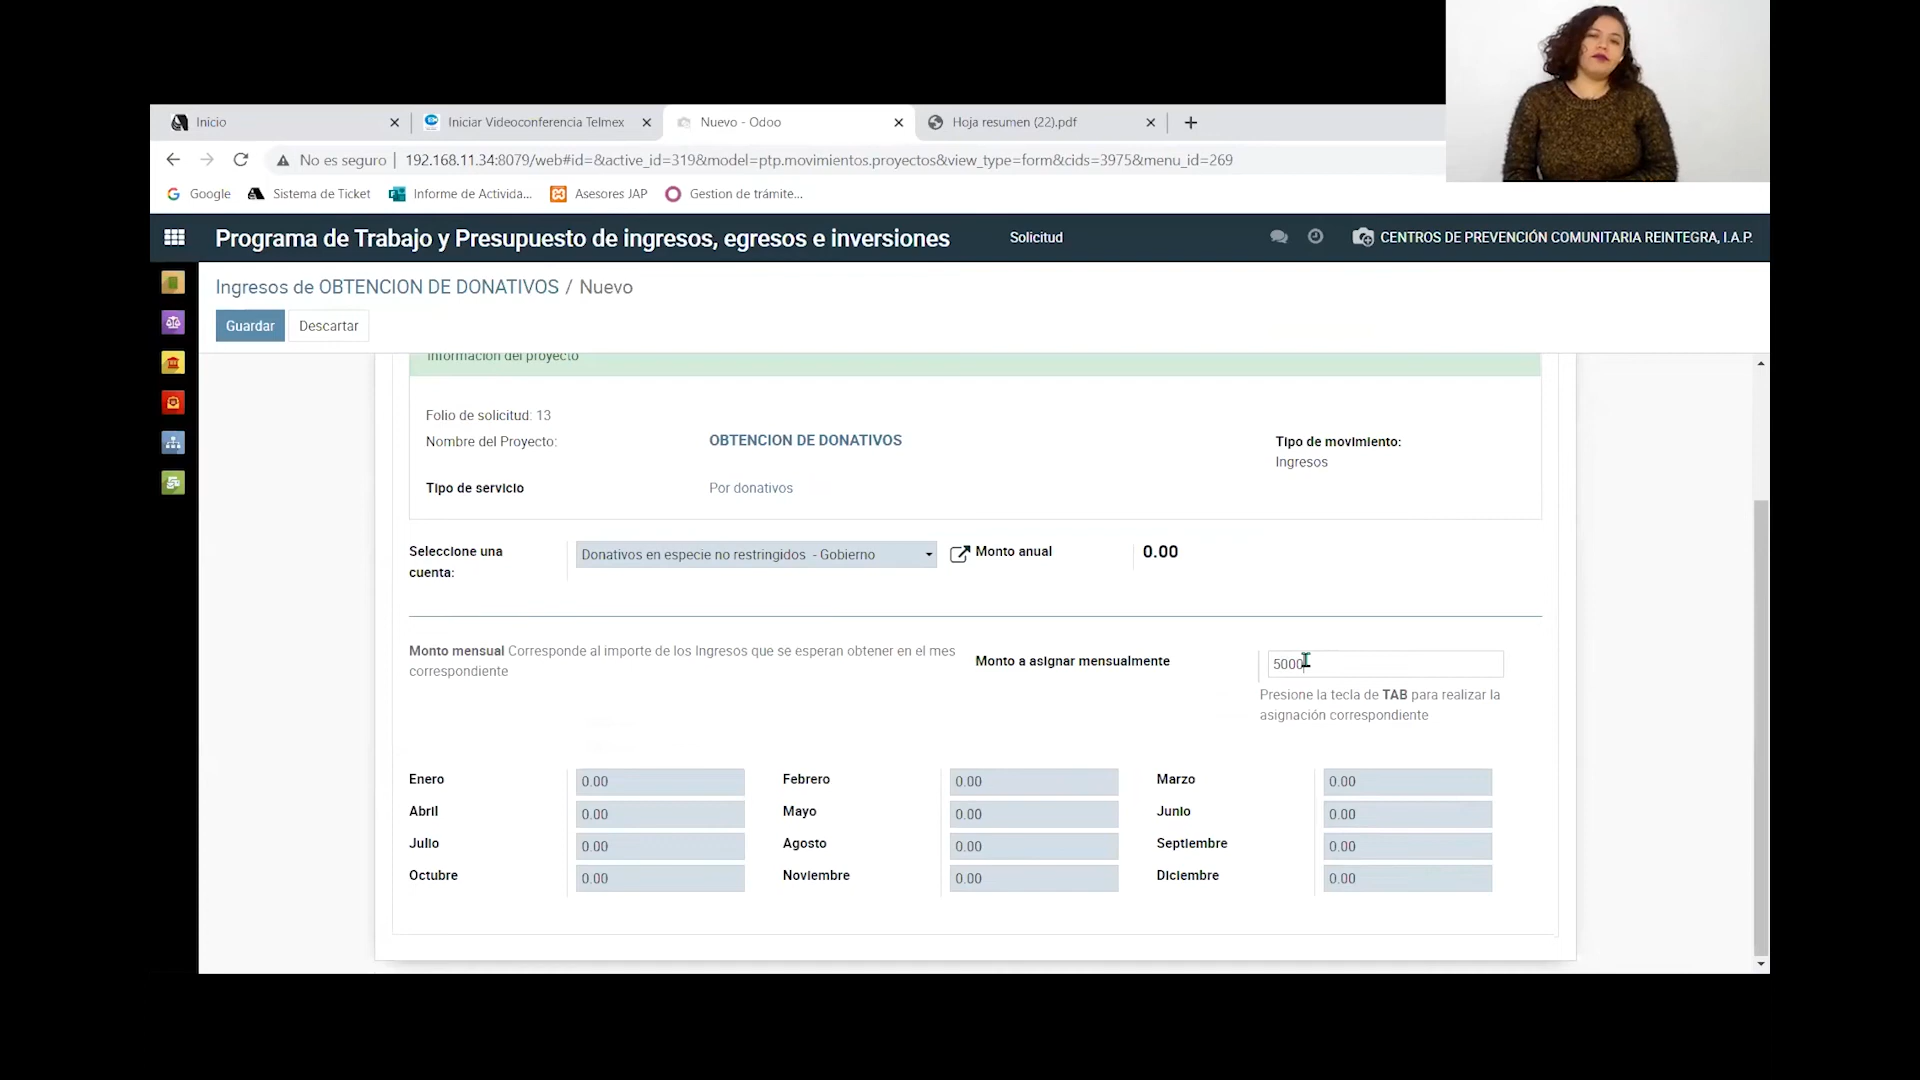 Inicio
Iniciar Videoconferencia Telmex
Nuevo - Odoo
Hoja resumen (22).pdf
No es seguro | 192.168.11.34:8079/web#id=&active_id=319&model=ptp.movimientos.proyectos&view_type=form&cids=3975&menu_id=269
Google
Sistema de Ticket
Informe de Activida...
Asesores JAP
Gestion de trámite...
Programa de Trabajo y Presupuesto de ingresos, egresos e inversiones
Solicitud
CENTROS DE PREVENCIÓN COMUNITARIA REINTEGRA, I.A.P.
Ingresos de OBTENCION DE DONATIVOS / Nuevo
Guardar
Descartar
Información del proyecto
Folio de solicitud: 13
Nombre del Proyecto:
OBTENCION DE DONATIVOS
Tipo de movimiento:
Ingresos
Tipo de servicio
Por donativos
Seleccione una
cuenta:
Donativos en especie no restringidos - Gobierno
Monto anual
0.00
Monto mensual Corresponde al importe de los Ingresos que se esperan obtener en el mes
correspondiente
Monto a asignar mensualmente
5000
Presione la tecla de TAB para realizar la
asignación correspondiente
Enero 0.00 Febrero 0.00 Marzo 0.00
Abril 0.00 Mayo 0.00 Junio 0.00
Julio 0.00 Agosto 0.00 Septiembre 0.00
Octubre 0.00 Noviembre 0.00 Diciembre 0.00